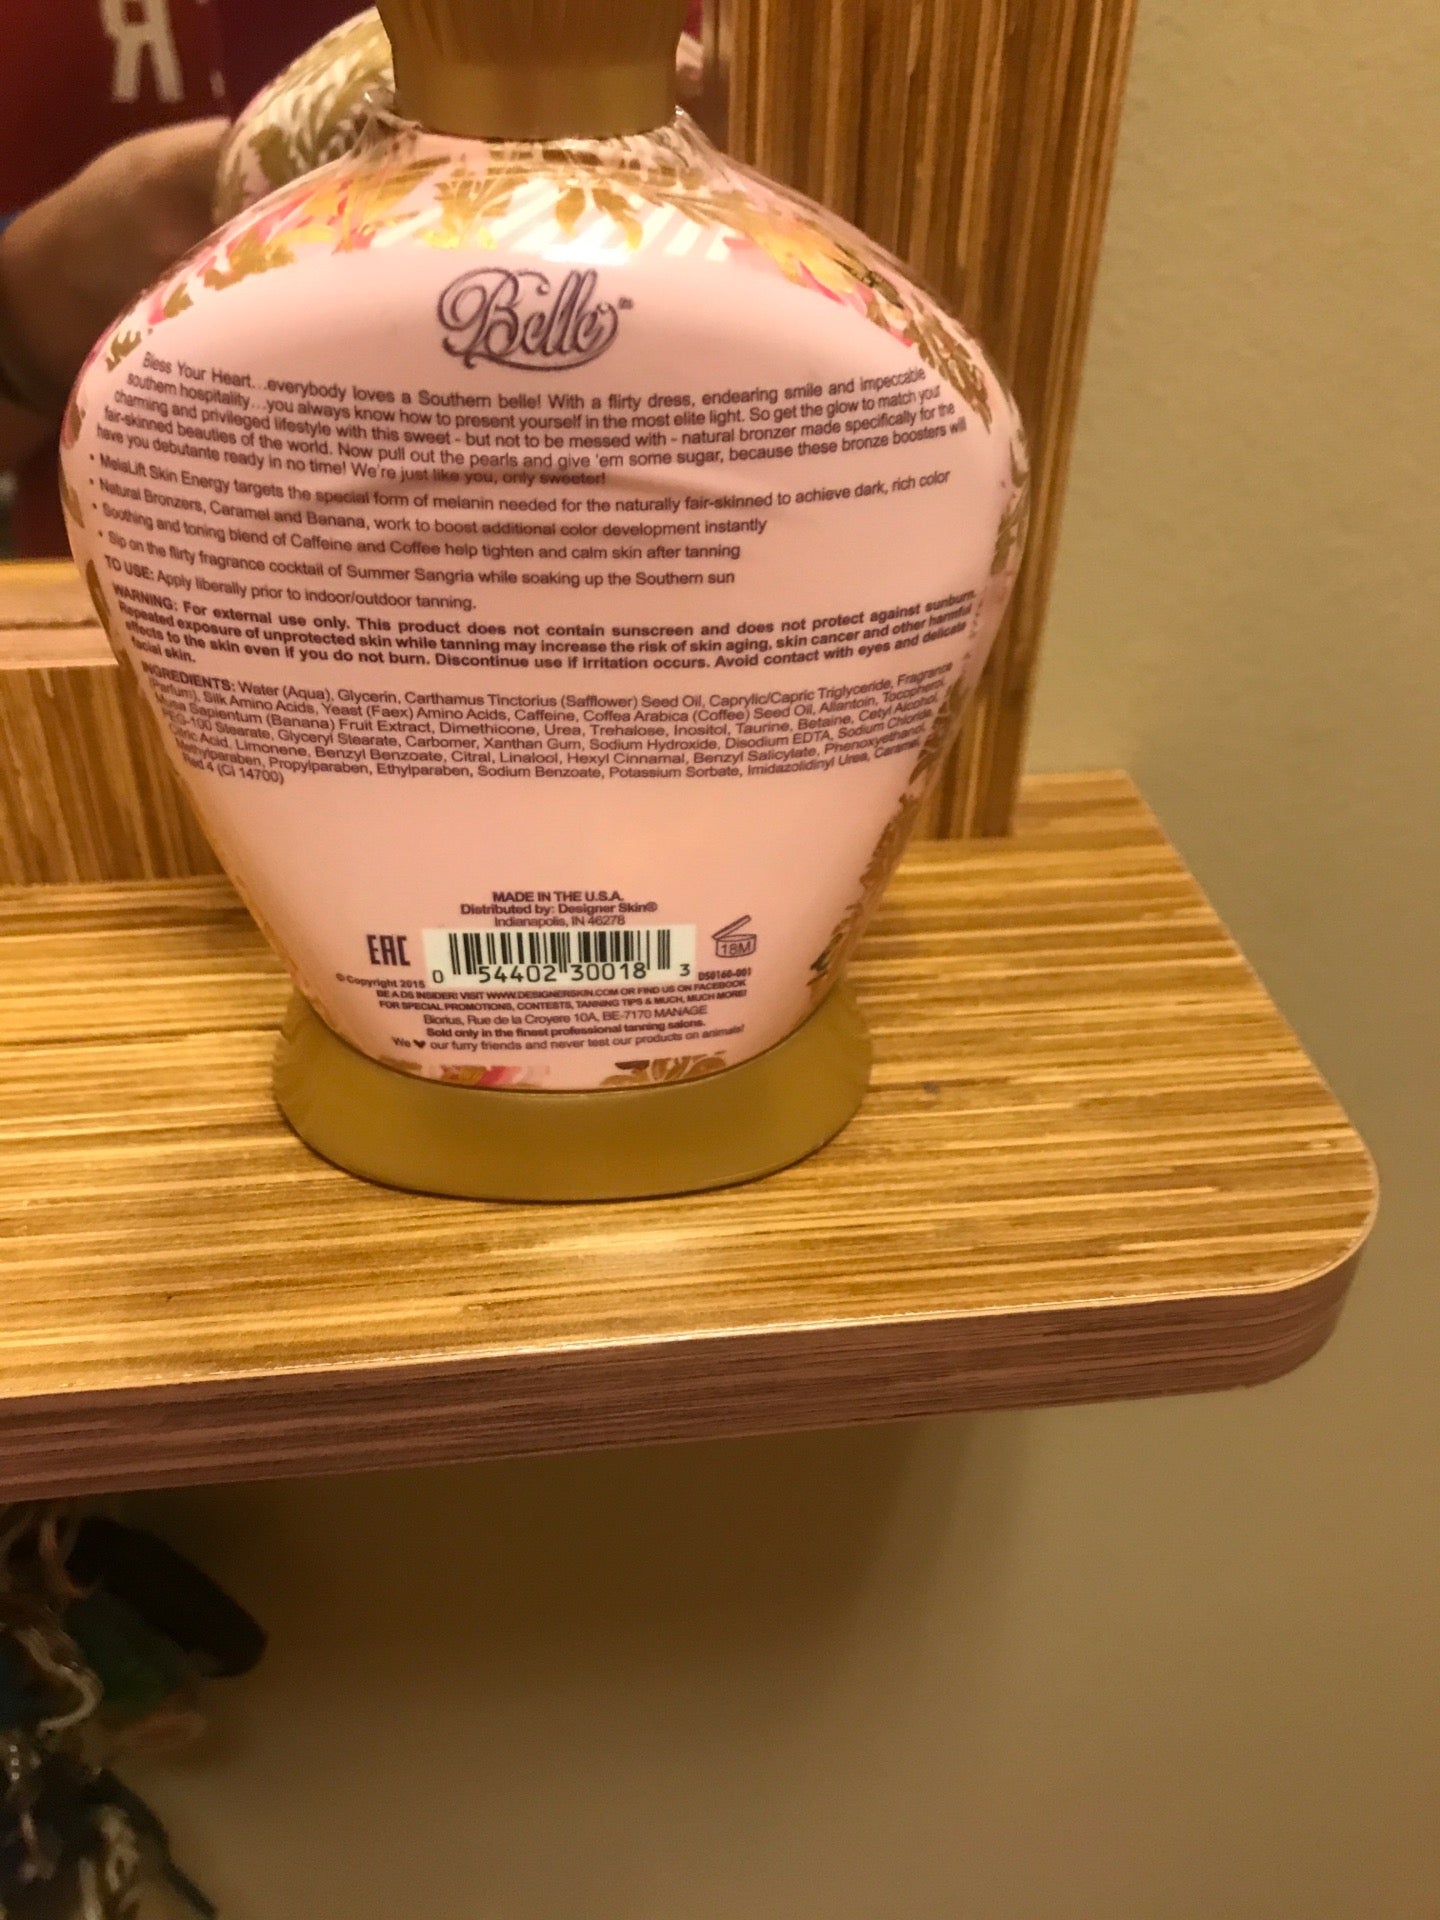 Belle™
Bless Your Heart...everybody loves a Southern belle! With a flirty dress, endearing smile and impeccable
southern hospitality...you always know how to present yourself in the most elite light. So get the glow to match your
charming and privileged lifestyle with this sweet - but not to be messed with - natural bronzer made specifically for the
fair-skinned beauties of the world. Now pull out the pearls and give 'em some sugar, because these bronze boosters will
have you debutante ready in no time! We're just like you, only sweeter!
• MelaLift Skin Energy targets the special form of melanin needed for the naturally fair-skinned to achieve dark, rich color
• Natural Bronzers, Caramel and Banana, work to boost additional color development instantly
• Soothing and toning blend of Caffeine and Coffee help tighten and calm skin after tanning
• Sip on the flirty fragrance cocktail of Summer Sangria while soaking up the Southern sun
TO USE: Apply liberally prior to indoor/outdoor tanning.
WARNING: For external use only. This product does not contain sunscreen and does not protect against sunburn.
Repeated exposure of unprotected skin while tanning may increase the risk of skin aging, skin cancer and other harmful
effects to the skin even if you do not burn. Discontinue use if irritation occurs. Avoid contact with eyes and delicate
facial skin.
INGREDIENTS: Water (Aqua), Glycerin, Carthamus Tinctorius (Safflower) Seed Oil, Caprylic/Capric Triglyceride, Fragrance
(Parfum), Silk Amino Acids, Yeast (Faex) Amino Acids, Caffeine, Coffea Arabica (Coffee) Seed Oil, Allantoin, Tocopherol,
Musa Sapientum (Banana) Fruit Extract, Dimethicone, Urea, Trehalose, Inositol, Taurine, Betaine, Cetyl Alcohol,
PEG-100 Stearate, Glyceryl Stearate, Carbomer, Xanthan Gum, Sodium Hydroxide, Disodium EDTA, Sodium Chloride,
Citric Acid, Limonene, Benzyl Benzoate, Citral, Linalool, Hexyl Cinnamal, Benzyl Salicylate, Phenoxyethanol,
Methylparaben, Propylparaben, Ethylparaben, Sodium Benzoate, Potassium Sorbate, Imidazolidinyl Urea, Caramel,
Red 4 (CI 14700)
MADE IN THE U.S.A.
Distributed by: Designer Skin®
Indianapolis, IN 46278
EAC
18M
0 54402 30018 3
© Copyright 2015
DS0160-001
BE A DS INSIDER! VISIT WWW.DESIGNERSKIN.COM OR FIND US ON FACEBOOK
FOR SPECIAL PROMOTIONS, CONTESTS, TANNING TIPS & MUCH, MUCH MORE!
Biorius, Rue de la Croyere 10A, BE-7170 MANAGE
Sold only in the finest professional tanning salons.
We ♥ our furry friends and never test our products on animals!